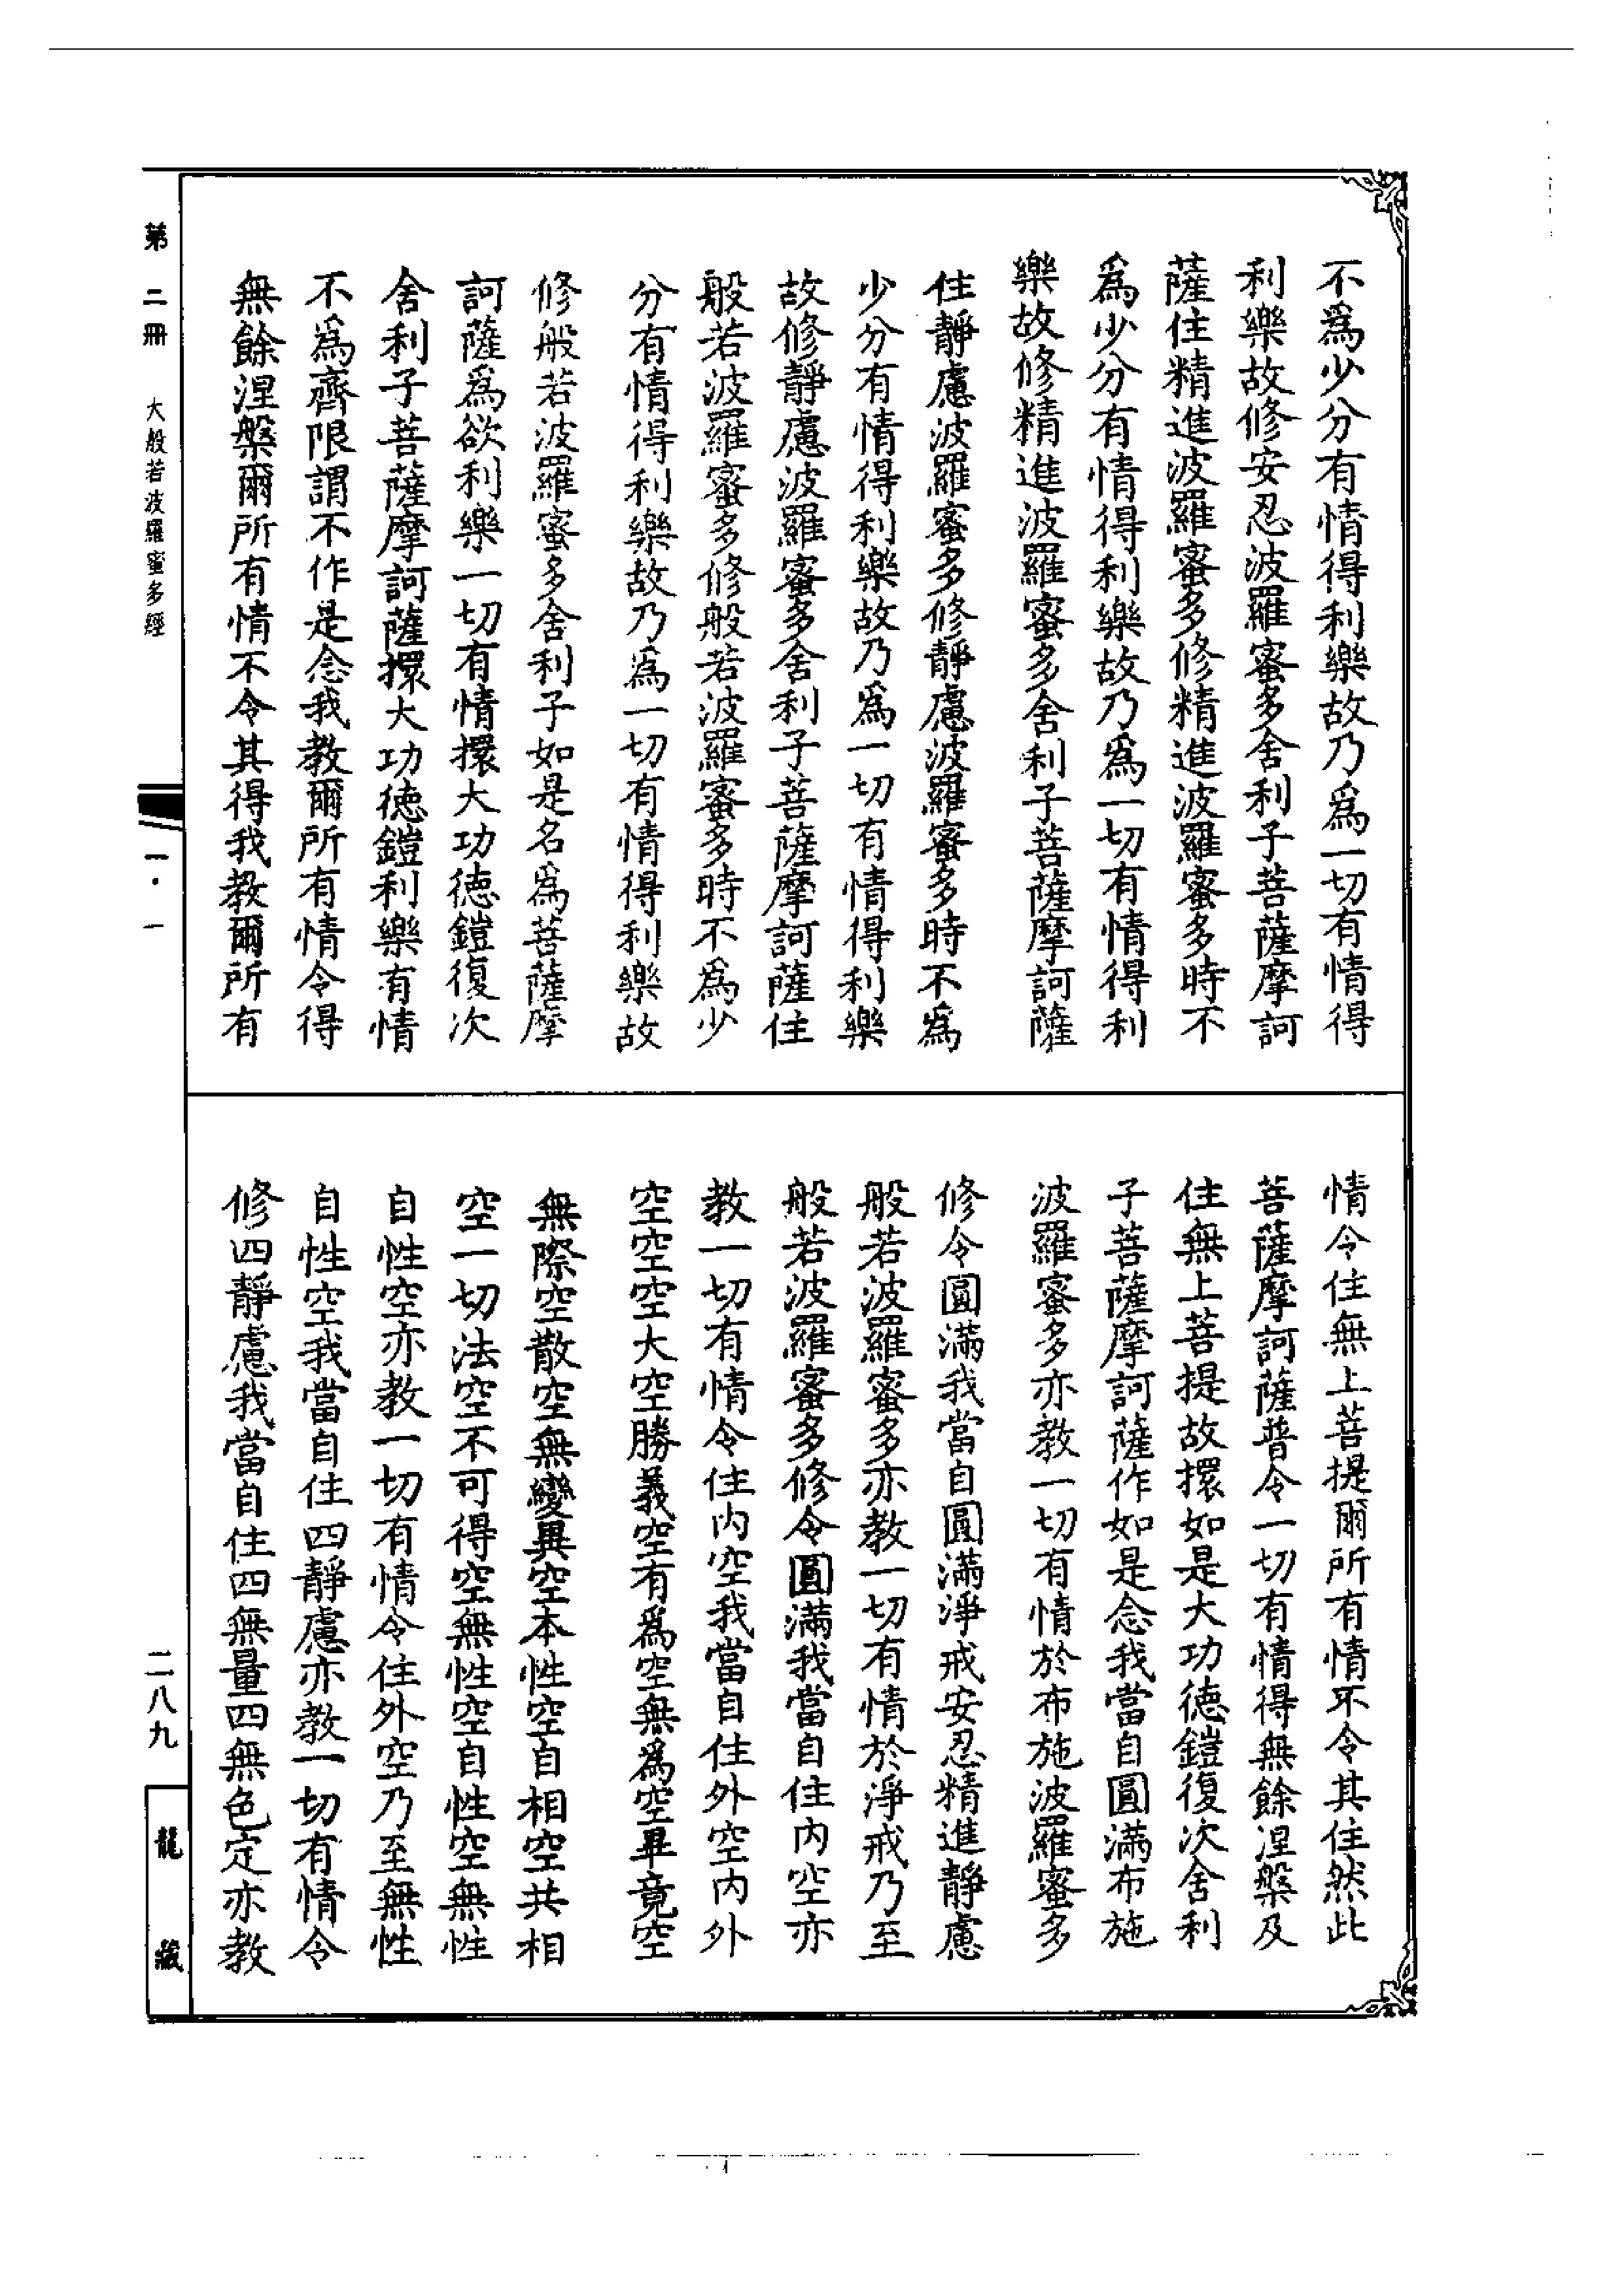 不爲少分有情得利樂故乃爲一切有情得
利樂故修安忍波羅蜜多舍利子菩薩摩訶
薩住精進波羅蜜多修精進波羅蜜多時不
爲少分有情得利樂故乃爲一切有情得利
樂故修精進波羅蜜多舍利子菩薩摩訶薩
住靜慮波羅蜜多修靜慮波羅蜜多時不爲
少分有情得利樂故乃爲一切有情得利樂
故修靜慮波羅蜜多舍利子菩薩摩訶薩住
般若波羅蜜多修般若波羅蜜多時不爲少
分有情得利樂故乃爲一切有情得利樂故
修般若波羅蜜多舍利子如是名爲菩薩摩
訶薩爲欲利樂一切有情擐大功德鎧復次
舍利子菩薩摩訶薩擐大功德鎧利樂有情
不爲齊限謂不作是念我教爾所有情令得
無餘涅槃爾所有情不令其得我教爾所有
情令住無上菩提爾所有情不令其住然此
菩薩摩訶薩普令一切有情得無餘涅槃及
住無上菩提故擐如是大功德鎧復次舍利
子菩薩摩訶薩作如是念我當自圓滿布施
波羅蜜多亦教一切有情於布施波羅蜜多
修令圓滿我當自圓滿淨戒安忍精進靜慮
般若波羅蜜多亦教一切有情於淨戒乃至
般若波羅蜜多修令圓滿我當自住內空亦
教一切有情令住內空我當自住外空內外
空空空大空勝義空有爲空無爲空畢竟空
無際空散空無變異空本性空自相空共相
空一切法空不可得空無性空自性空無性
自性空亦教一切有情令住外空乃至無性
自性空我當自住四靜慮亦教一切有情令
修四靜慮我當自住四無量四無色定亦教
第二冊 大般若波羅蜜多經
一·一
二八九
龍藏